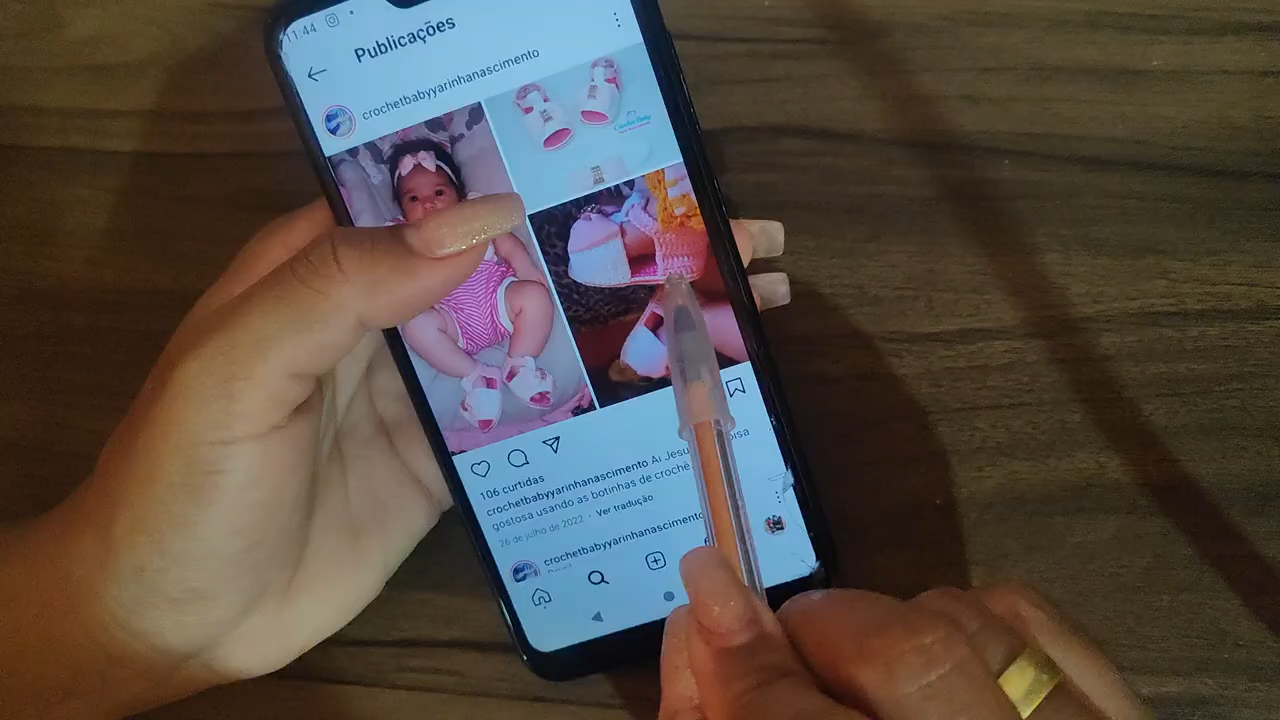 11:44
Publicações
crochetbabyyarinhanascimento
106 curtidas
crochetbabyyarinhanascimento Ai Jesu
gostosa usando as botinhas de crochê
26 de julho de 2022 · Ver tradução
crochetbabyyarinhanascimento